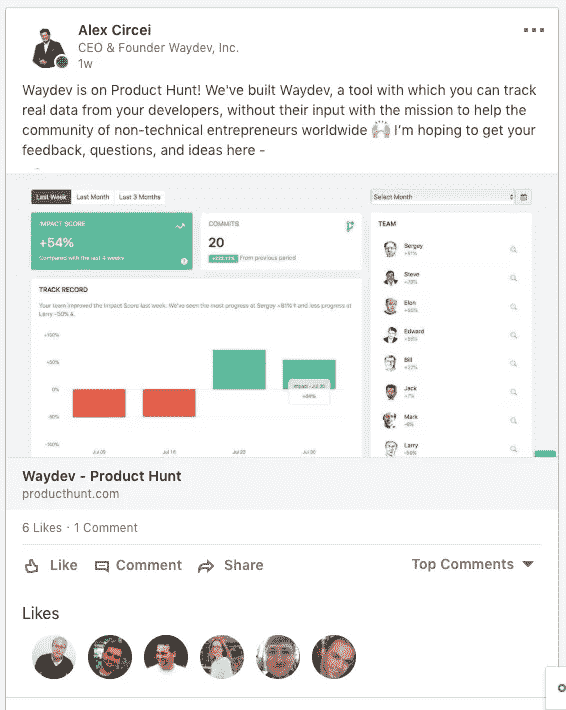 Alex Circei
CEO & Founder Waydev, Inc.
1w
Waydev is on Product Hunt! We've built Waydev, a tool with which you can track
real data from your developers, without their input with the mission to help the
community of non-technical entrepreneurs worldwide 🙌 I'm hoping to get your
feedback, questions, and ideas here -
Last Week Last Month Last 3 Months
Select Month
IMPACT SCORE
+54%
Compared with the last 4 weeks
COMMITS
20
From previous period
TEAM
Sergey
Steve
Elon
Edward
Bill
Jack
Mark
Larry
TRACK RECORD
Your team improved the Impact Score last week. We've seen the most progress at Sergey +81% and less progress at
Larry -50%
+100%
+50%
0%
-50%
-100%
Impact - Jul 30
Jul 09
Jul 16
Jul 23
Jul 30
Waydev - Product Hunt
producthunt.com
6 Likes · 1 Comment
Like Comment Share Top Comments
Likes